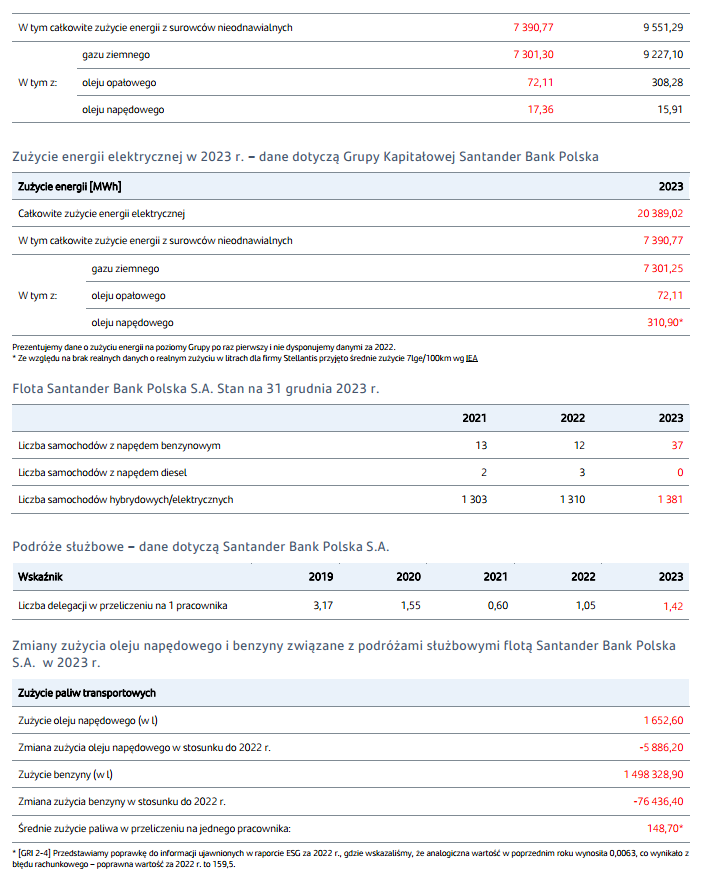 W tym całkowite zużycie energii z surowców nieodnawialnych 7 390,77 9 551,29
gazu ziemnego 7 301,30 9 227,10
W tym z: oleju opałowego 72,11 308,28
oleju napędowego 17,36 15,91
Zużycie energii elektrycznej w 2023 r. – dane dotyczą Grupy Kapitałowej Santander Bank Polska
Zużycie energii [MWh] 2023
Całkowite zużycie energii elektrycznej 20 389,02
W tym całkowite zużycie energii z surowców nieodnawialnych 7 390,77
gazu ziemnego 7 301,25
W tym z: oleju opałowego 72,11
oleju napędowego 310,90*
Prezentujemy dane o zużyciu energii na poziomy Grupy po raz pierwszy i nie dysponujemy danymi za 2022.
* Ze względu na brak realnych danych o realnym zużyciu w litrach dla firmy Stellantis przyjęto średnie zużycie 7lge/100km wg IEA
Flota Santander Bank Polska S.A. Stan na 31 grudnia 2023 r.
2021 2022 2023
Liczba samochodów z napędem benzynowym 13 12 37
Liczba samochodów z napędem diesel 2 3 0
Liczba samochodów hybrydowych/elektrycznych 1 303 1 310 1 381
Podróże służbowe – dane dotyczą Santander Bank Polska S.A.
Wskaźnik 2019 2020 2021 2022 2023
Liczba delegacji w przeliczeniu na 1 pracownika 3,17 1,55 0,60 1,05 1,42
Zmiany zużycia oleju napędowego i benzyny związane z podróżami służbowymi flotą Santander Bank Polska
S.A. w 2023 r.
Zużycie paliw transportowych
Zużycie oleju napędowego (w l) 1 652,60
Zmiana zużycia oleju napędowego w stosunku do 2022 r. -5 886,20
Zużycie benzyny (w l) 1 498 328,90
Zmiana zużycia benzyny w stosunku do 2022 r. -76 436,40
Średnie zużycie paliwa w przeliczeniu na jednego pracownika: 148,70*
* [GRI 2-4] Przedstawiamy poprawkę do informacji ujawnionych w raporcie ESG za 2022 r., gdzie wskazaliśmy, że analogiczna wartość w poprzednim roku wynosiła 0,0063, co wynikało z
błędu rachunkowego – poprawna wartość za 2022 r. to 159,5.